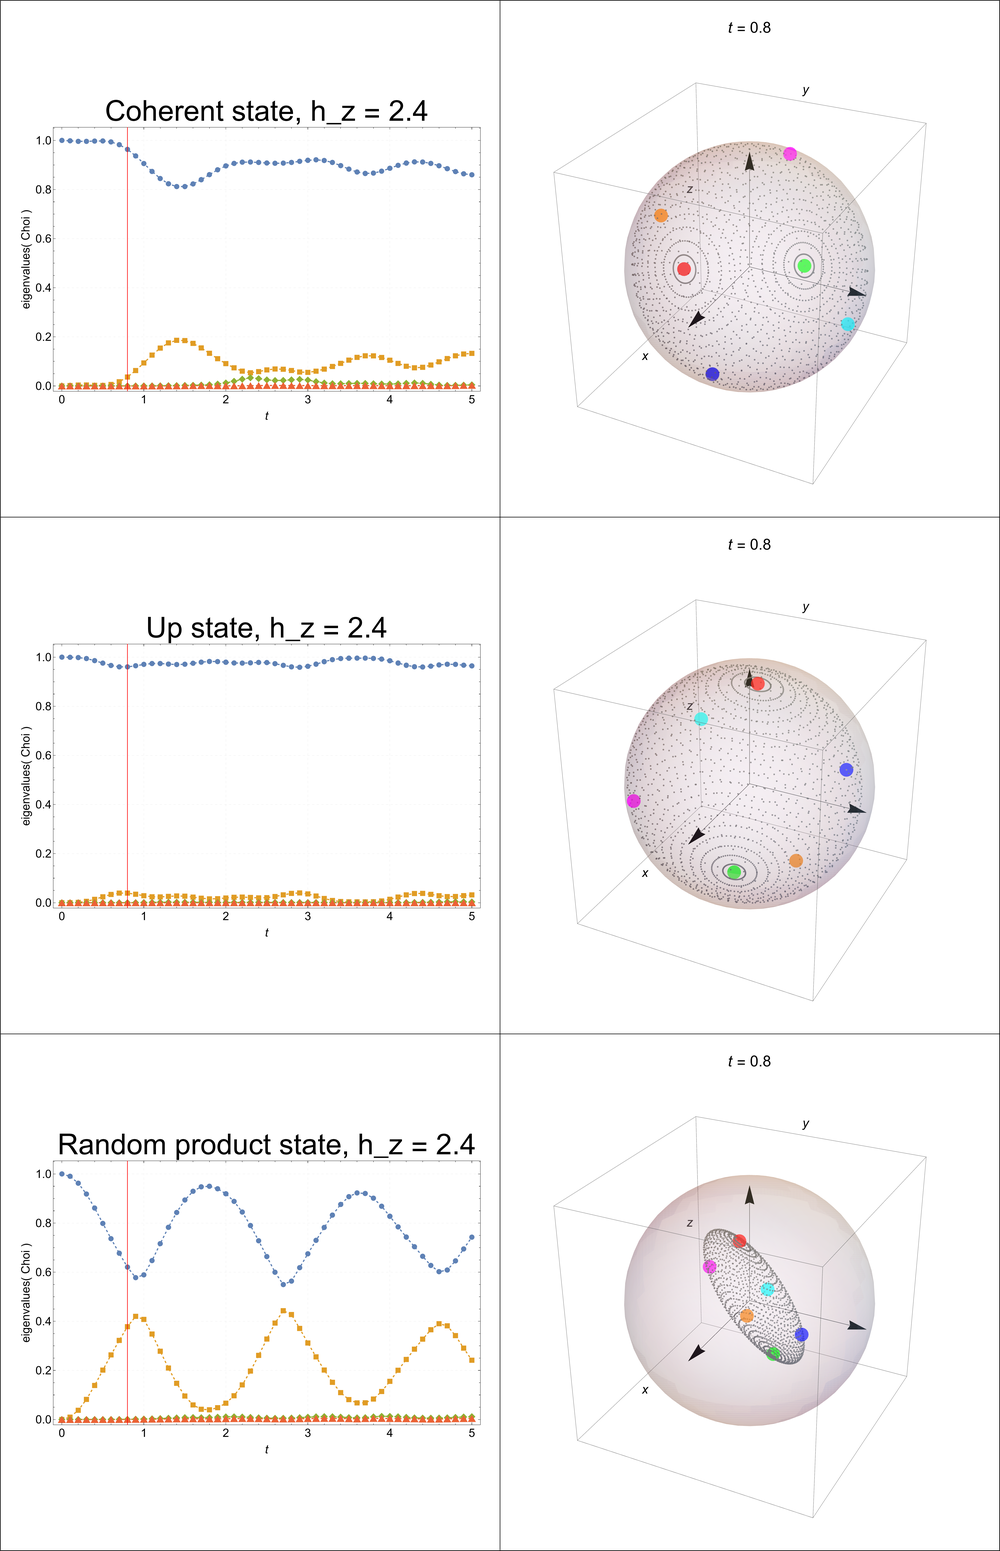 Coherent state, h_z = 2.4
eigenvalues( Choi )
1.0
0.8
0.6
0.4
0.2
0.0
0 1 2 3 4 5
t
t = 0.8
y
z
x
Up state, h_z = 2.4
eigenvalues( Choi )
1.0
0.8
0.6
0.4
0.2
0.0
0 1 2 3 4 5
t
t = 0.8
y
z
x
Random product state, h_z = 2.4
eigenvalues( Choi )
1.0
0.8
0.6
0.4
0.2
0.0
0 1 2 3 4 5
t
t = 0.8
y
z
x